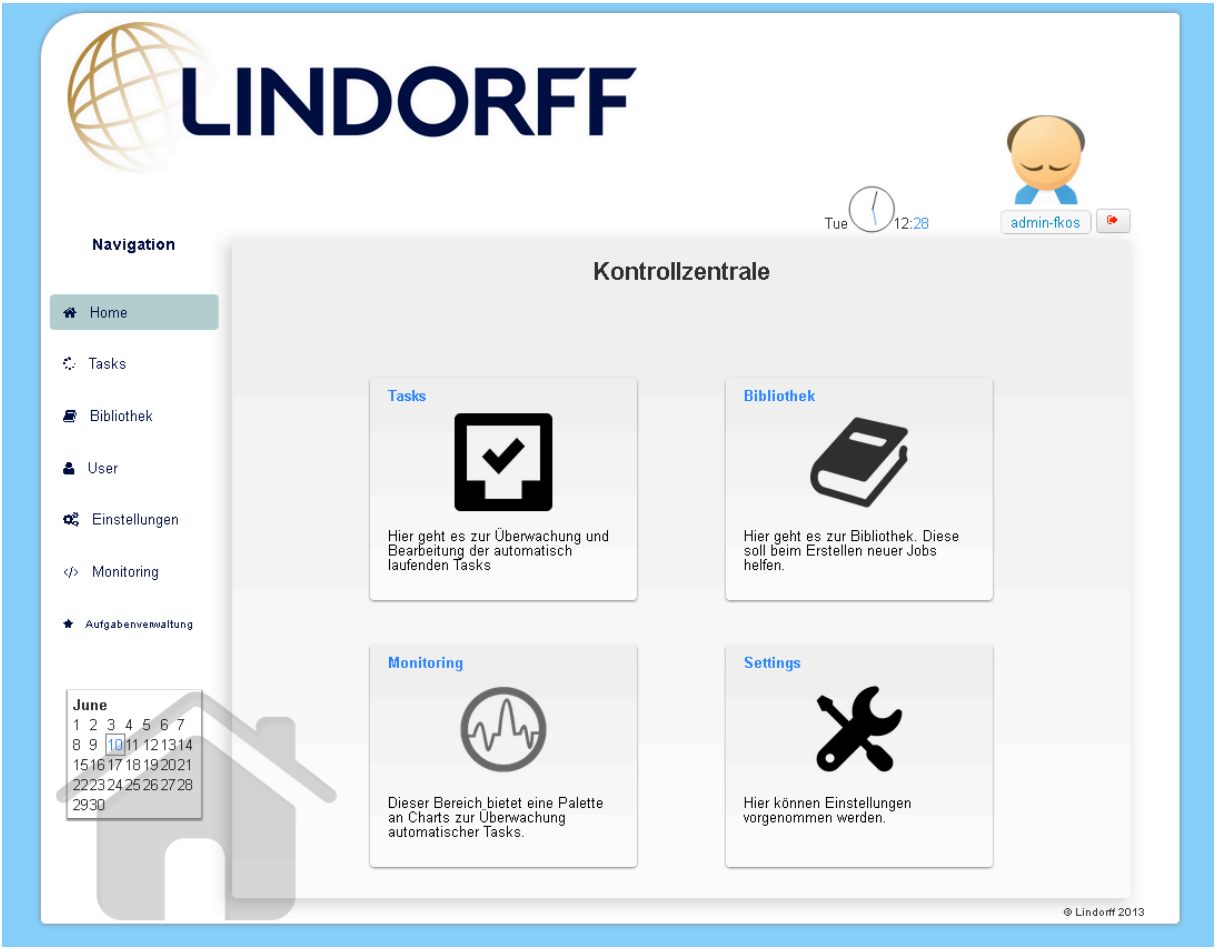 LINDORFF
Tue 12:28
admin-fkos
Navigation
Home
Tasks
Bibliothek
User
Einstellungen
Monitoring
Aufgabenverwaltung
June
1 2 3 4 5 6 7
8 9 10 11 12 13 14
15 16 17 18 19 20 21
22 23 24 25 26 27 28
29 30
Kontrollzentrale
Tasks
Hier geht es zur Überwachung und
Bearbeitung der automatisch
laufenden Tasks
Bibliothek
Hier geht es zur Bibliothek. Diese
soll beim Erstellen neuer Jobs
helfen.
Monitoring
Dieser Bereich bietet eine Palette
an Charts zur Überwachung
automatischer Tasks.
Settings
Hier können Einstellungen
vorgenommen werden.
© Lindorff 2013